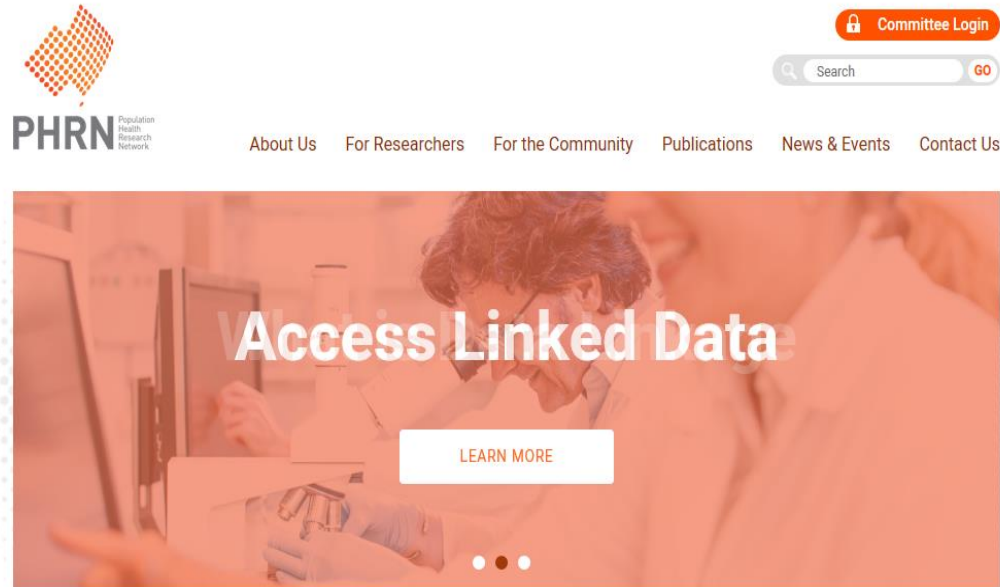 Committee Login
Search
GO
PHRN
Population
Health
Research
Network
About Us
For Researchers
For the Community
Publications
News & Events
Contact Us
Access Linked Data
LEARN MORE